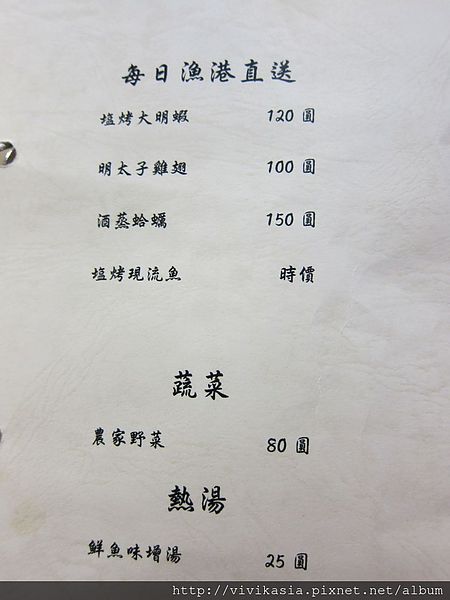 每日漁港直送
塩烤大明蝦 120 圓
明太子雞翅 100 圓
酒蒸蛤蠣 150 圓
塩烤現流魚 時價
蔬菜
農家野菜 80 圓
熱湯
鮮魚味增湯 25 圓
http://vivikasia.pixnet.net/album